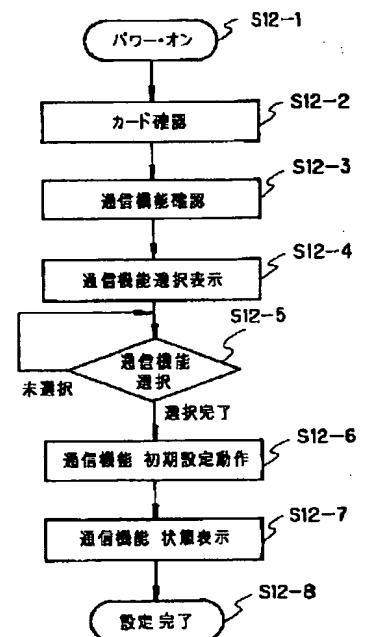 S12-1
パワー・オン
S12-2
カード確認
S12-3
通信機能確認
S12-4
通信機能選択表示
S12-5
通信機能
選択
未選択
選択完了
S12-6
通信機能 初期設定動作
S12-7
通信機能 状態表示
S12-8
設定完了